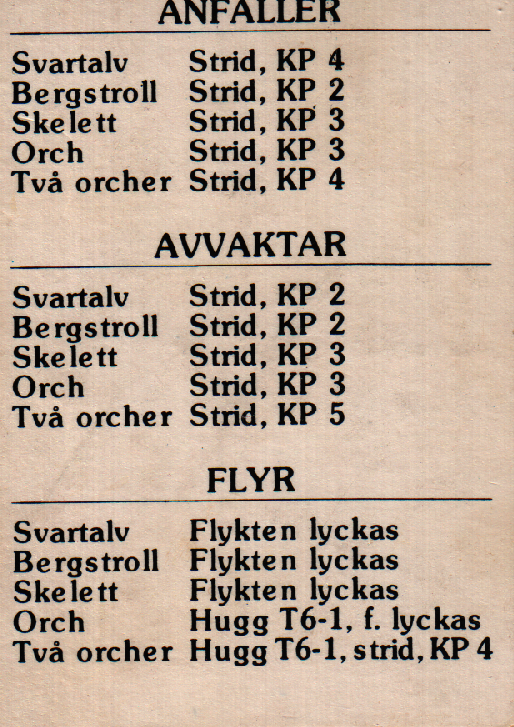 ANFALLER
Svartalv Strid, KP 4
Bergstroll Strid, KP 2
Skelett Strid, KP 3
Orch Strid, KP 3
Två orcher Strid, KP 4
AVVAKTAR
Svartalv Strid, KP 2
Bergstroll Strid, KP 2
Skelett Strid, KP 3
Orch Strid, KP 3
Två orcher Strid, KP 5
FLYR
Svartalv Flykten lyckas
Bergstroll Flykten lyckas
Skelett Flykten lyckas
Orch Hugg T6-1, f. lyckas
Två orcher Hugg T6-1, strid, KP 4